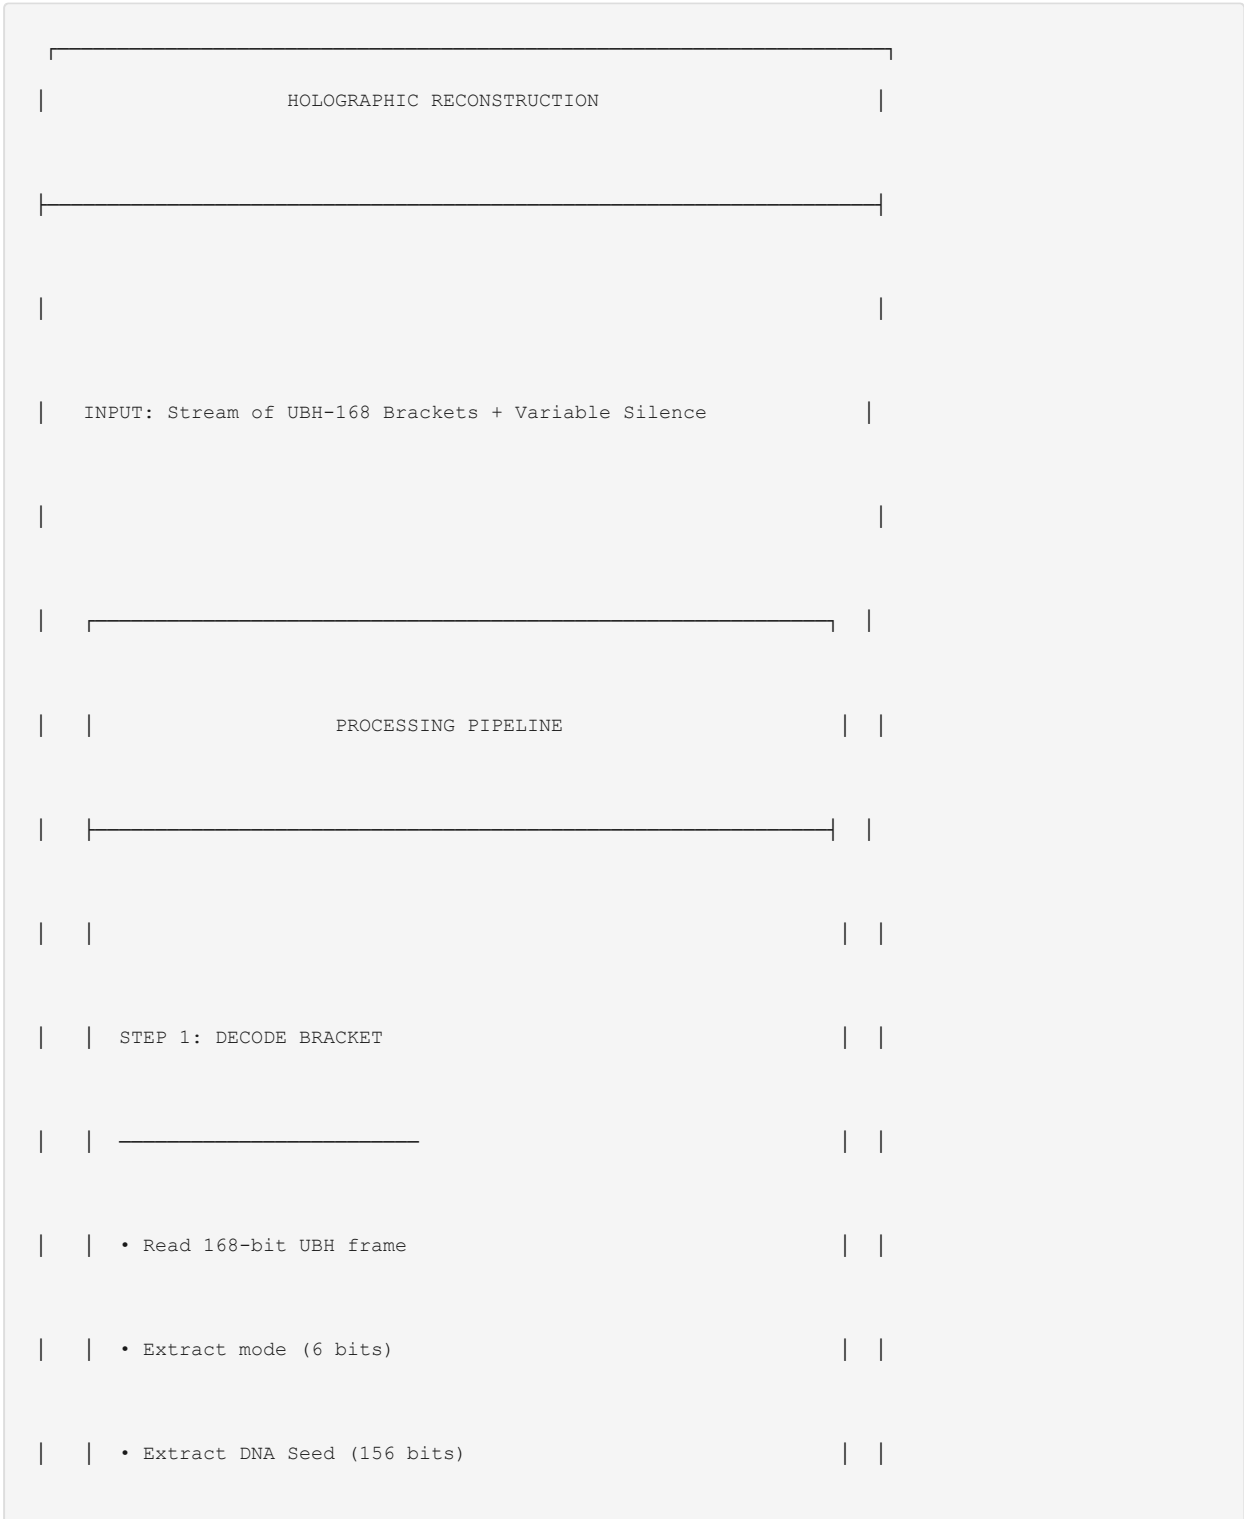 HOLOGRAPHIC RECONSTRUCTION
INPUT: Stream of UBH-168 Brackets + Variable Silence
PROCESSING PIPELINE
STEP 1: DECODE BRACKET
• Read 168-bit UBH frame
• Extract mode (6 bits)
• Extract DNA Seed (156 bits)